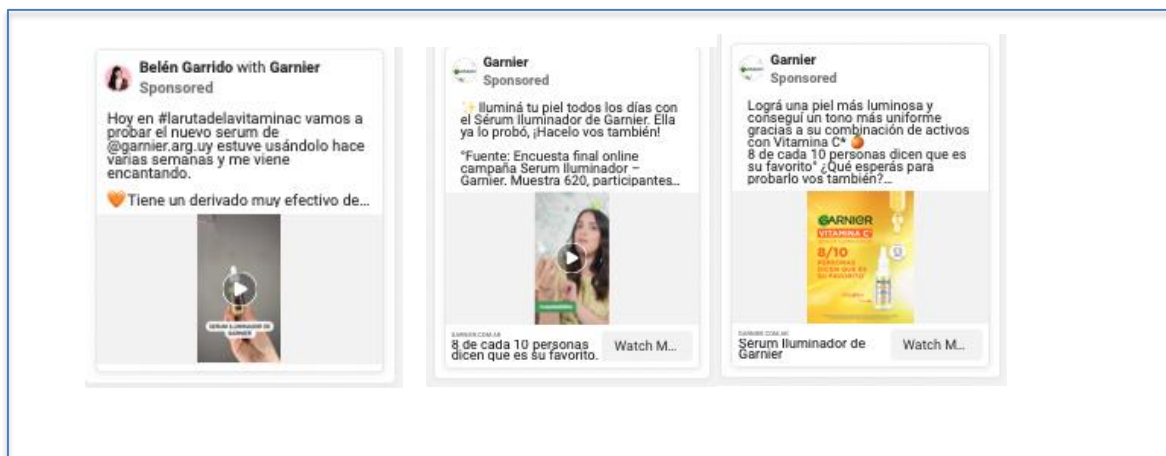 Belén Garrido with Garnier
Sponsored
Hoy en #larutadelavitaminac vamos a
probar el nuevo serum de
@garnier.arg.uy estuve usándolo hace
varias semanas y me viene
encantando.
🧡Tiene un derivado muy efectivo de...
SERUM ILUMINADOR DE
GARNIER
Garnier
Sponsored
✨ Iluminá tu piel todos los días con
el Sérum Iluminador de Garnier. Ella
ya lo probó, ¡Hacelo vos también!
°Fuente: Encuesta final online
campaña Serum Iluminador –
Garnier. Muestra 620, participantes...
GARNIER.COM.AR
8 de cada 10 personas
dicen que es su favorito.
Watch M...
Garnier
Sponsored
Lográ una piel más luminosa y
conseguí un tono más uniforme
gracias a su combinación de activos
con Vitamina C* 🍊
8 de cada 10 personas dicen que es
su favorito° ¿Qué esperás para
probarlo vos también?...
GARNIER
VITAMINA C*
8/10
PERSONAS
DICEN QUE ES
SU FAVORITO
GARNIER.COM.AR
Sérum Iluminador de
Garnier
Watch M...